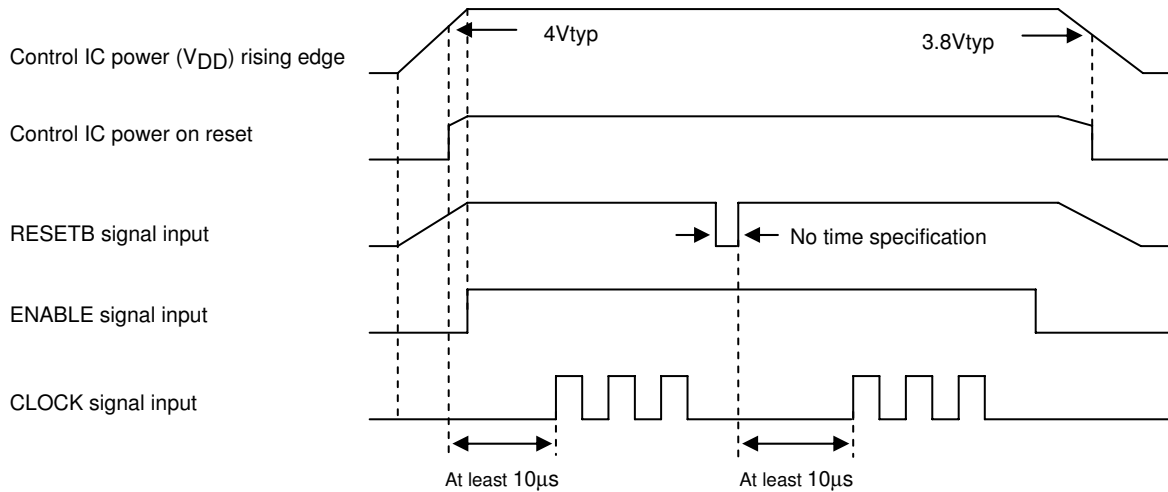 4Vtyp
3.8Vtyp
Control IC power (VDD) rising edge
Control IC power on reset
RESETB signal input
No time specification
ENABLE signal input
CLOCK signal input
At least 10μs
At least 10μs